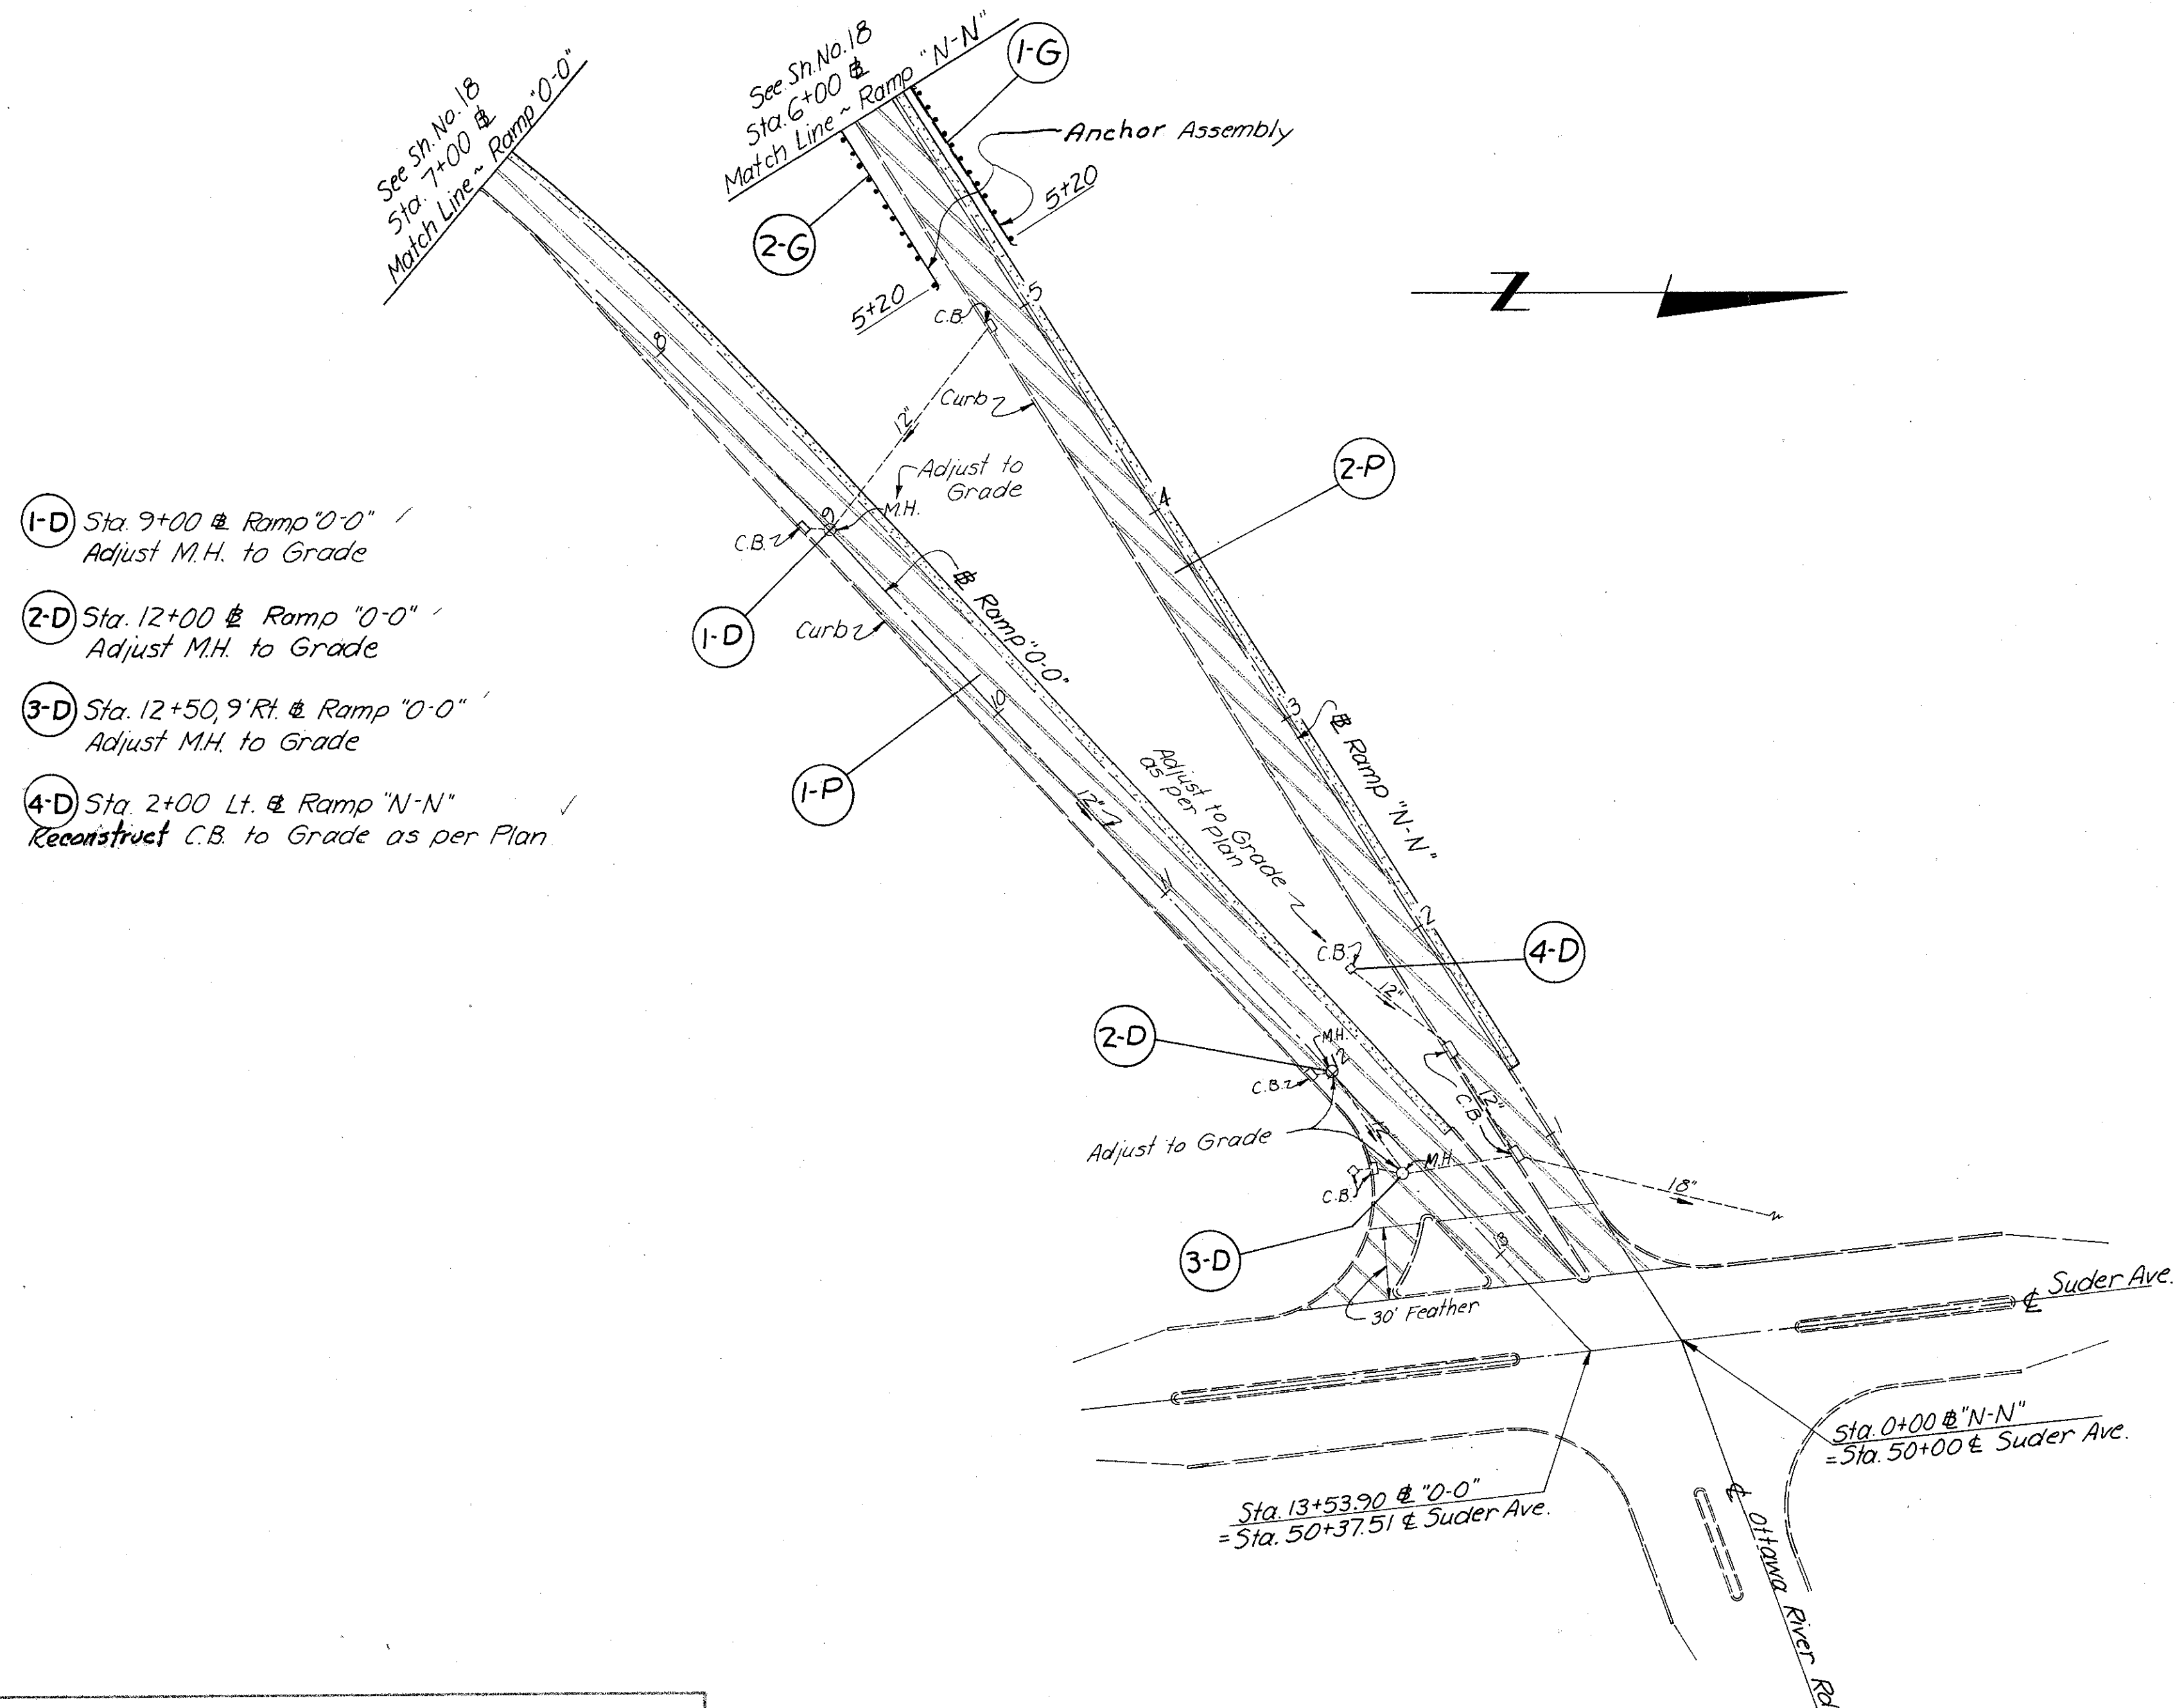 See Sh. No. 18
Sta. 7+00 ⅊
Match Line ~ Ramp "O-O"
See Sh. No. 18
Sta. 6+00 ⅊
Match Line ~ Ramp "N-N"
1-G
Anchor Assembly
5+20
2-G
5+20
C.B.
5
8
Curb
12"
2-P
Adjust to
Grade
M.H.
4
9
C.B.
1-D Sta. 9+00 ⅊ Ramp "O-O"
Adjust M.H. to Grade
2-D Sta. 12+00 ⅊ Ramp "O-O"
Adjust M.H. to Grade
3-D Sta. 12+50, 9' Rt. ⅊ Ramp "O-O"
Adjust M.H. to Grade
4-D Sta. 2+00 Lt. ⅊ Ramp "N-N"
Reconstruct C.B. to Grade as per Plan
1-D
Curb
⅊ Ramp "O-O"
10
3
⅊ Ramp "N-N"
1-P
12"
Adjust to Grade
as per Plan
11
2
C.B.
4-D
12"
2-D
M.H.
12
C.B.
C.B.
12"
1
Adjust to Grade
12
M.H.
C.B.
18"
3-D
13
30' Feather
℄ Suder Ave.
Sta. 0+00 ⅊ "N-N"
=Sta. 50+00 ℄ Suder Ave.
Sta. 13+53.90 ⅊ "O-O"
=Sta. 50+37.51 ℄ Suder Ave.
℄ Ottawa River Rd